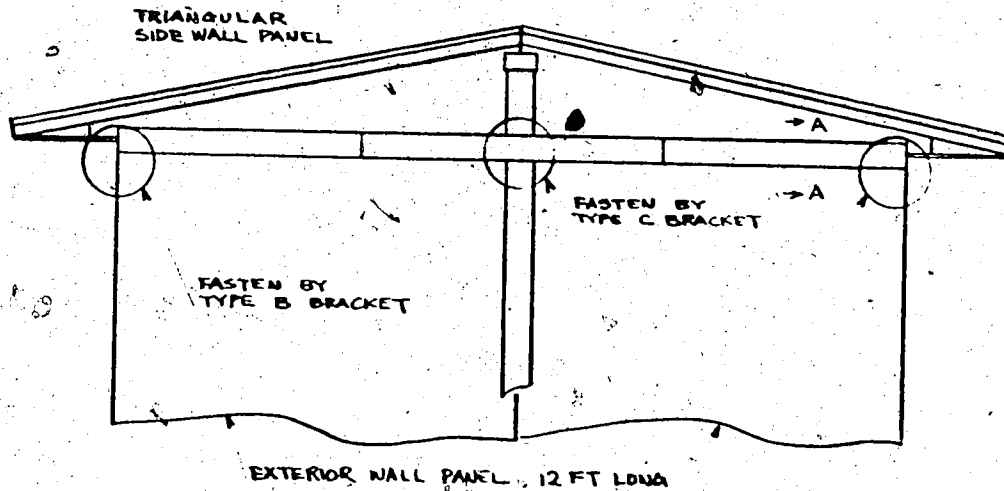 TRIANGULAR
SIDE WALL PANEL
A
A
FASTEN BY
TYPE C BRACKET
FASTEN BY
TYPE B BRACKET
EXTERIOR WALL PANEL, 12 FT LONG